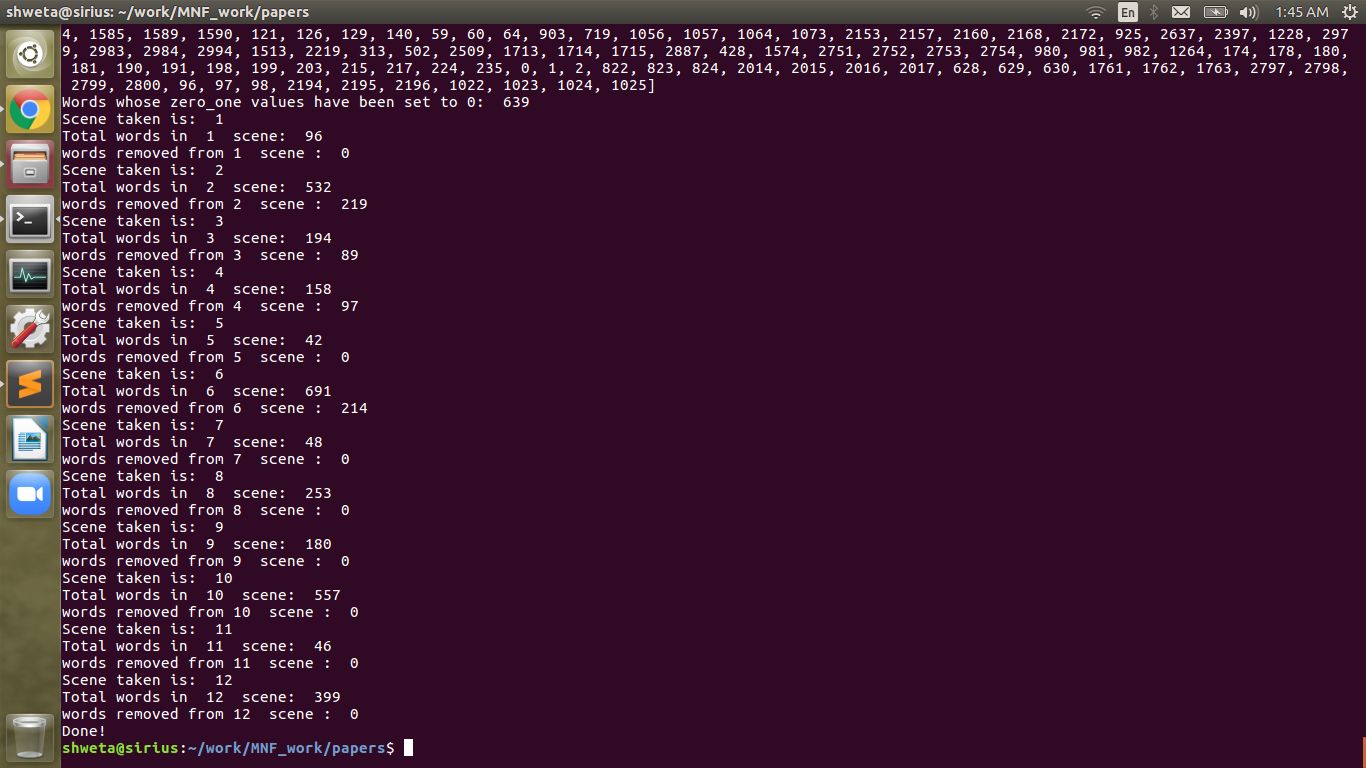 shweta@sirius: ~/work/MNF_work/papers
En
1:45 AM
4, 1585, 1589, 1590, 121, 126, 129, 140, 59, 60, 64, 903, 719, 1056, 1057, 1064, 1073, 2153, 2157, 2160, 2168, 2172, 925, 2637, 2397, 1228, 297
9, 2983, 2984, 2994, 1513, 2219, 313, 502, 2509, 1713, 1714, 1715, 2887, 428, 1574, 2751, 2752, 2753, 2754, 980, 981, 982, 1264, 174, 178, 180,
181, 190, 191, 198, 199, 203, 215, 217, 224, 235, 0, 1, 2, 822, 823, 824, 2014, 2015, 2016, 2017, 628, 629, 630, 1761, 1762, 1763, 2797, 2798,
2799, 2800, 96, 97, 98, 2194, 2195, 2196, 1022, 1023, 1024, 1025]
Words whose zero_one values have been set to 0:  639
Scene taken is:  1
Total words in  1  scene:  96
words removed from 1  scene :  0
Scene taken is:  2
Total words in  2  scene:  532
words removed from 2  scene :  219
Scene taken is:  3
Total words in  3  scene:  194
words removed from 3  scene :  89
Scene taken is:  4
Total words in  4  scene:  158
words removed from 4  scene :  97
Scene taken is:  5
Total words in  5  scene:  42
words removed from 5  scene :  0
Scene taken is:  6
Total words in  6  scene:  691
words removed from 6  scene :  214
Scene taken is:  7
Total words in  7  scene:  48
words removed from 7  scene :  0
Scene taken is:  8
Total words in  8  scene:  253
words removed from 8  scene :  0
Scene taken is:  9
Total words in  9  scene:  180
words removed from 9  scene :  0
Scene taken is:  10
Total words in  10  scene:  557
words removed from 10  scene :  0
Scene taken is:  11
Total words in  11  scene:  46
words removed from 11  scene :  0
Scene taken is:  12
Total words in  12  scene:  399
words removed from 12  scene :  0
Done!
shweta@sirius:~/work/MNF_work/papers$